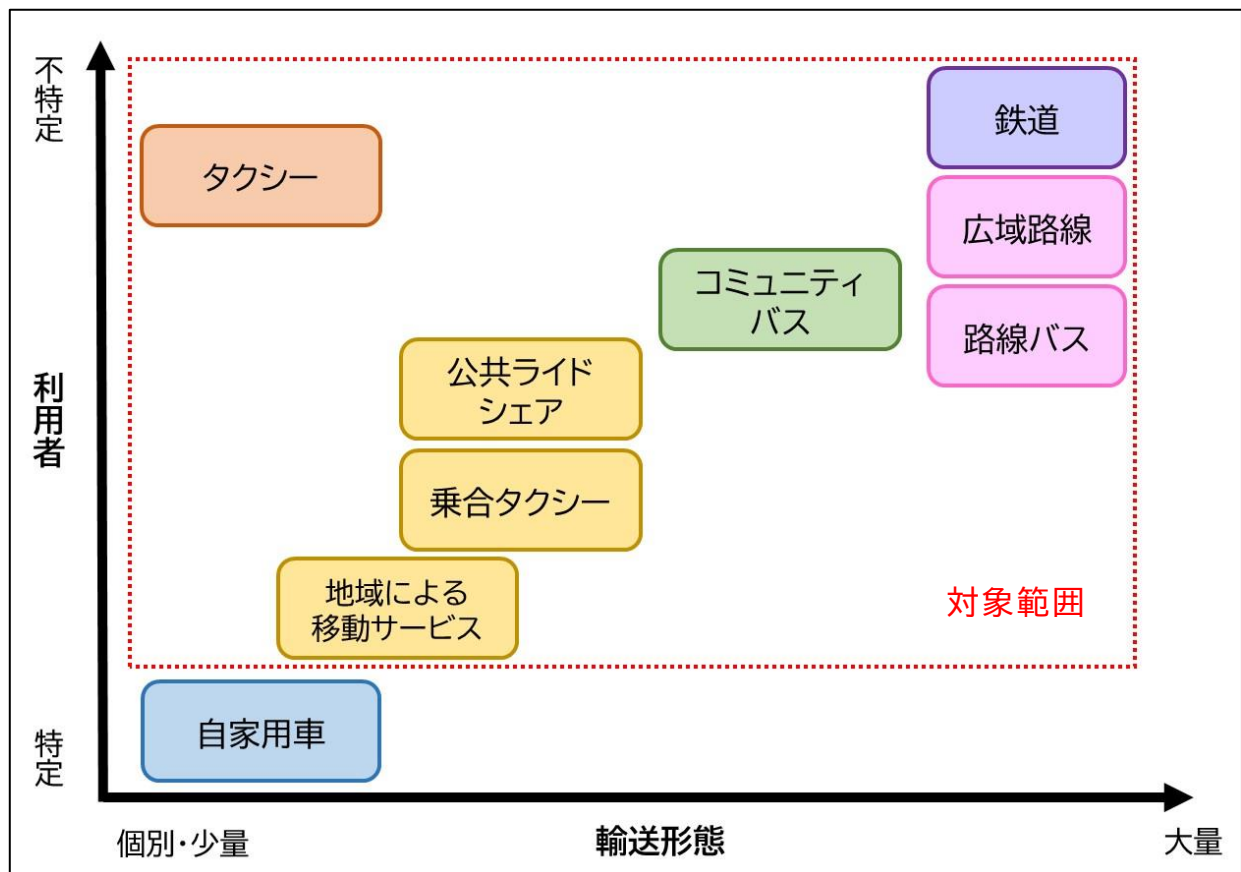 不特定
鉄道
タクシー
広域路線
コミュニティ
バス
路線バス
公共ライド
シェア
利用者
乗合タクシー
地域による
移動サービス
対象範囲
自家用車
特定
個別・少量
輸送形態
大量